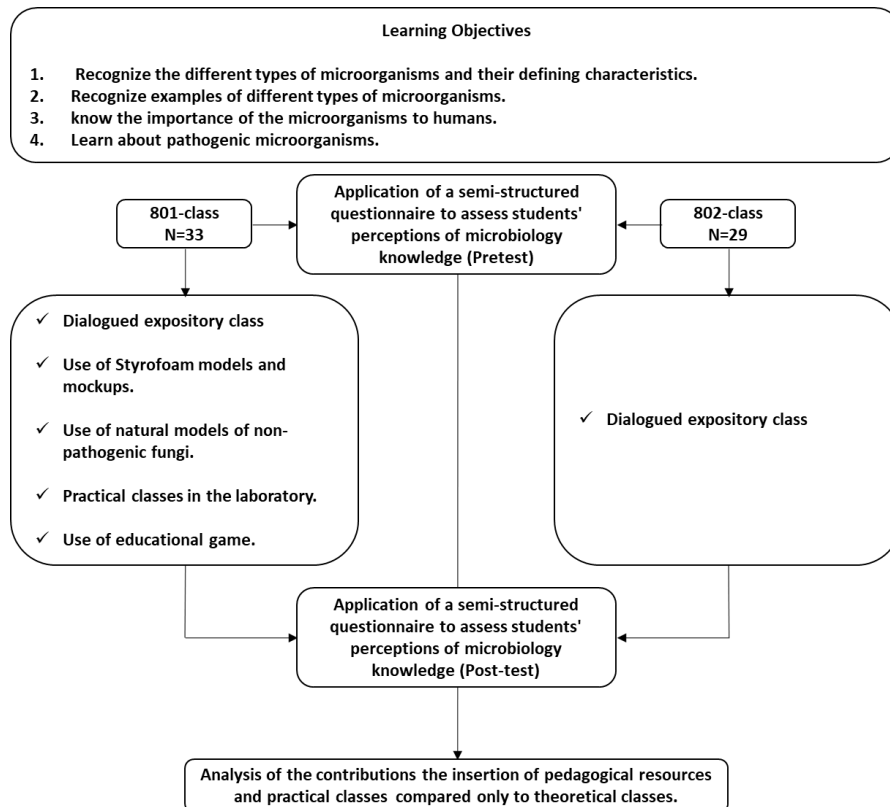 Learning Objectives
1. Recognize the different types of microorganisms and their defining characteristics.
2. Recognize examples of different types of microorganisms.
3. know the importance of the microorganisms to humans.
4. Learn about pathogenic microorganisms.
801-class
N=33
Application of a semi-structured
questionnaire to assess students'
perceptions of microbiology
knowledge (Pretest)
802-class
N=29
✓ Dialogued expository class
✓ Use of Styrofoam models and
mockups.
✓ Use of natural models of non-
pathogenic fungi.
✓ Practical classes in the laboratory.
✓ Use of educational game.
✓ Dialogued expository class
Application of a semi-structured
questionnaire to assess students'
perceptions of microbiology
knowledge (Post-test)
Analysis of the contributions the insertion of pedagogical resources
and practical classes compared only to theoretical classes.